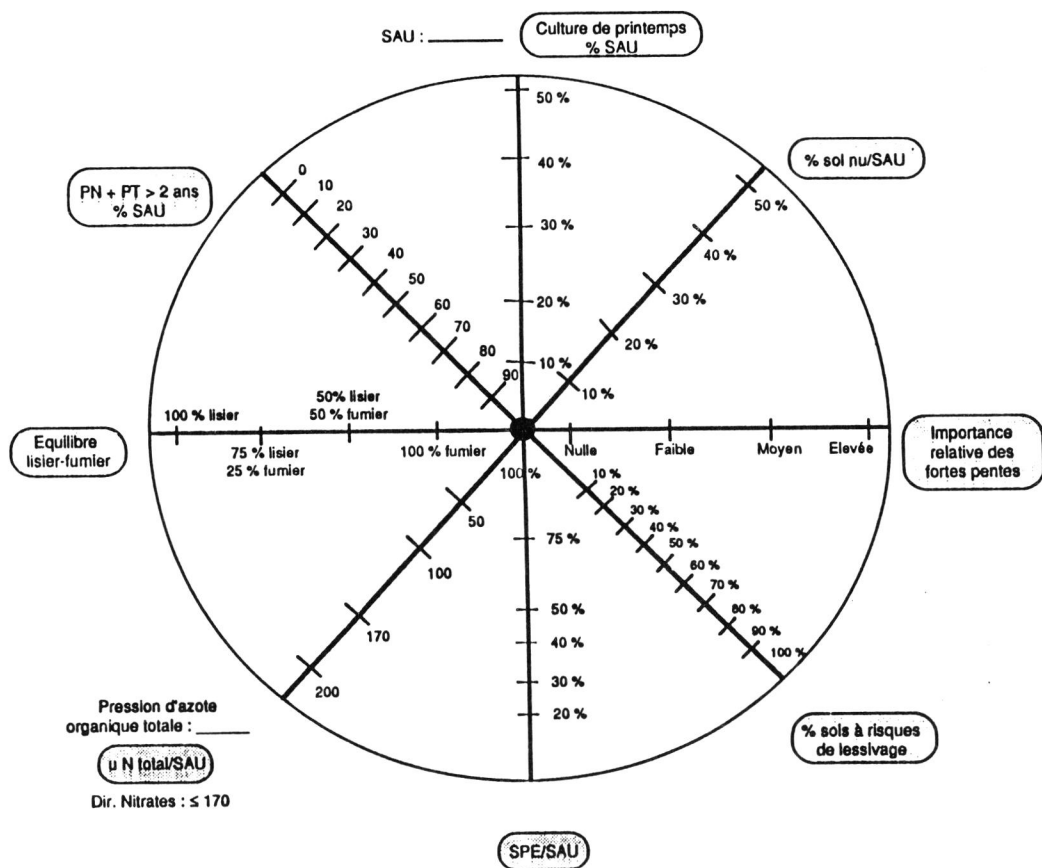 SAU : ______
Culture de printemps
% SAU
50 %
40 %
30 %
20 %
10 %
% sol nu/SAU
50 %
40 %
30 %
20 %
10 %
PN + PT > 2 ans
% SAU
0
10
20
30
40
50
60
70
80
90
Equilibre
lisier-fumier
100 % lisier
75 % lisier
25 % fumier
50% lisier
50 % fumier
100 % fumier
Nulle
Faible
Moyen
Elevée
Importance
relative des
fortes pentes
50
100
170
200
Pression d'azote
organique totale : _____
µ N total/SAU
Dir. Nitrates : ≤ 170
100 %
75 %
50 %
40 %
30 %
20 %
SPE/SAU
10 %
20 %
30 %
40 %
50 %
60 %
70 %
80 %
90 %
100 %
% sols à risques
de lessivage